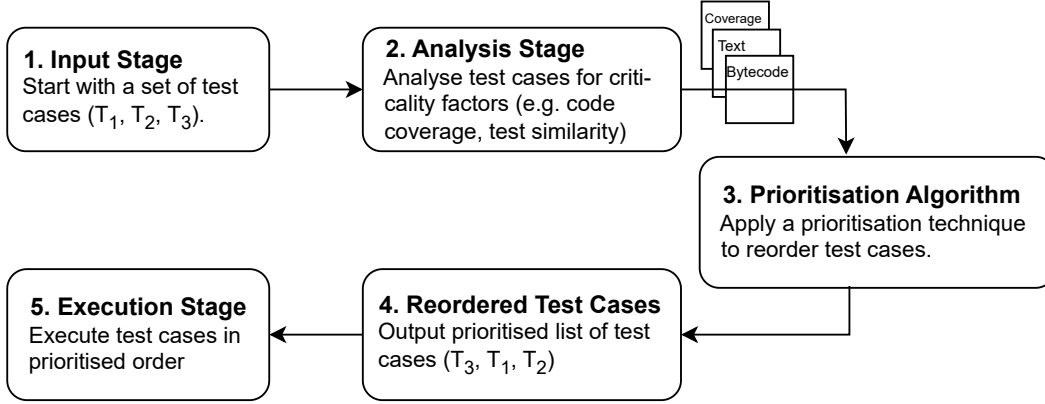 1. Input Stage
Start with a set of test
cases (T₁, T₂, T₃).
2. Analysis Stage
Analyse test cases for criti-
cality factors (e.g. code
coverage, test similarity)
Coverage
Text
Bytecode
3. Prioritisation Algorithm
Apply a prioritisation technique
to reorder test cases.
4. Reordered Test Cases
Output prioritised list of test
cases (T₃, T₁, T₂)
5. Execution Stage
Execute test cases in
prioritised order